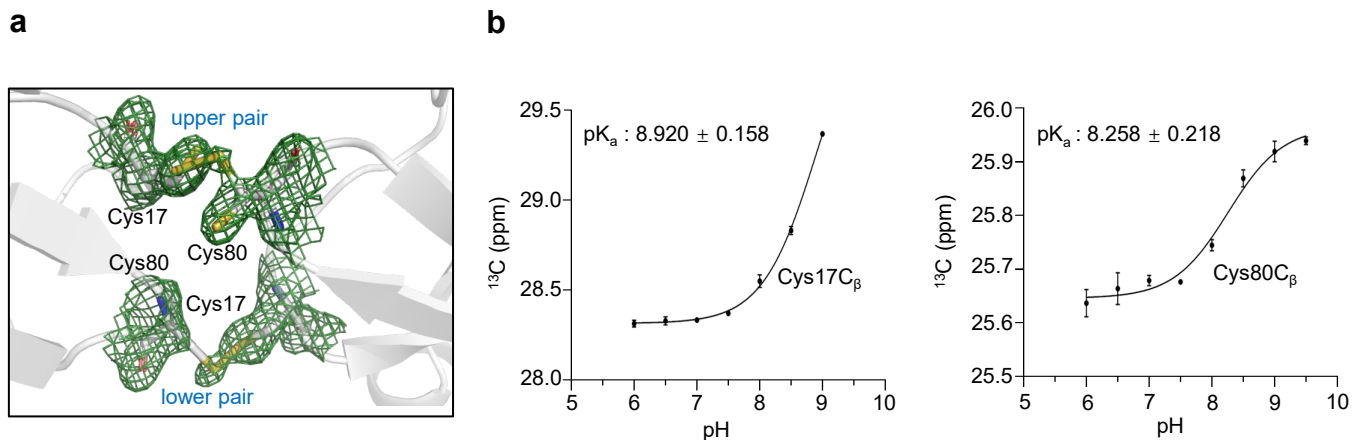 a
upper pair
Cys17
Cys80
Cys80
Cys17
lower pair
b
29.5
29.0
28.5
28.0
¹³C (ppm)
pKₐ : 8.920 ± 0.158
Cys17Cᵦ
5 6 7 8 9 10
pH
26.0
25.9
25.8
25.7
25.6
25.5
¹³C (ppm)
pKₐ : 8.258 ± 0.218
Cys80Cᵦ
5 6 7 8 9 10
pH